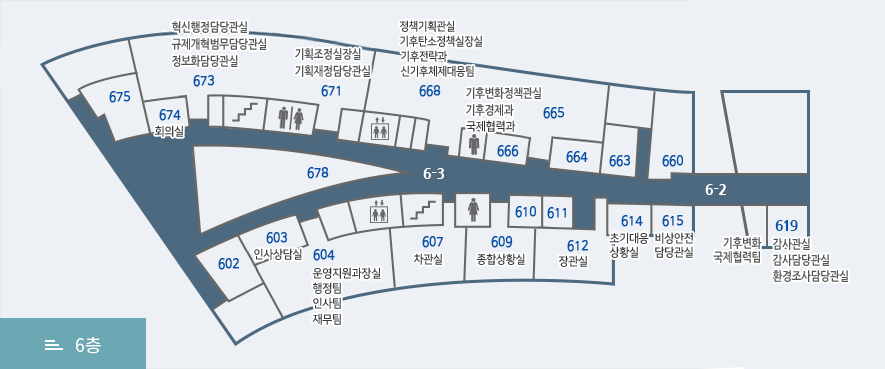 혁신행정담당관실
규제개혁법무담당관실
정보화담당관실
673
675
674
회의실
기획조정실장실
기획재정담당관실
671
정책기획관실
기후탄소정책실장실
기후전략과
신기후체제대응팀
668
기후변화정책관실
기후경제과
국제협력과
665
666
664
663
660
678
6-3
6-2
602
603
인사상담실
604
운영지원과장실
행정팀
인사팀
재무팀
607
차관실
609
종합상황실
610
611
612
장관실
614
초기대응
상황실
615
비상안전
담당관실
기후변화
국제협력팀
619
감사관실
감사담당관실
환경조사담당관실
6층